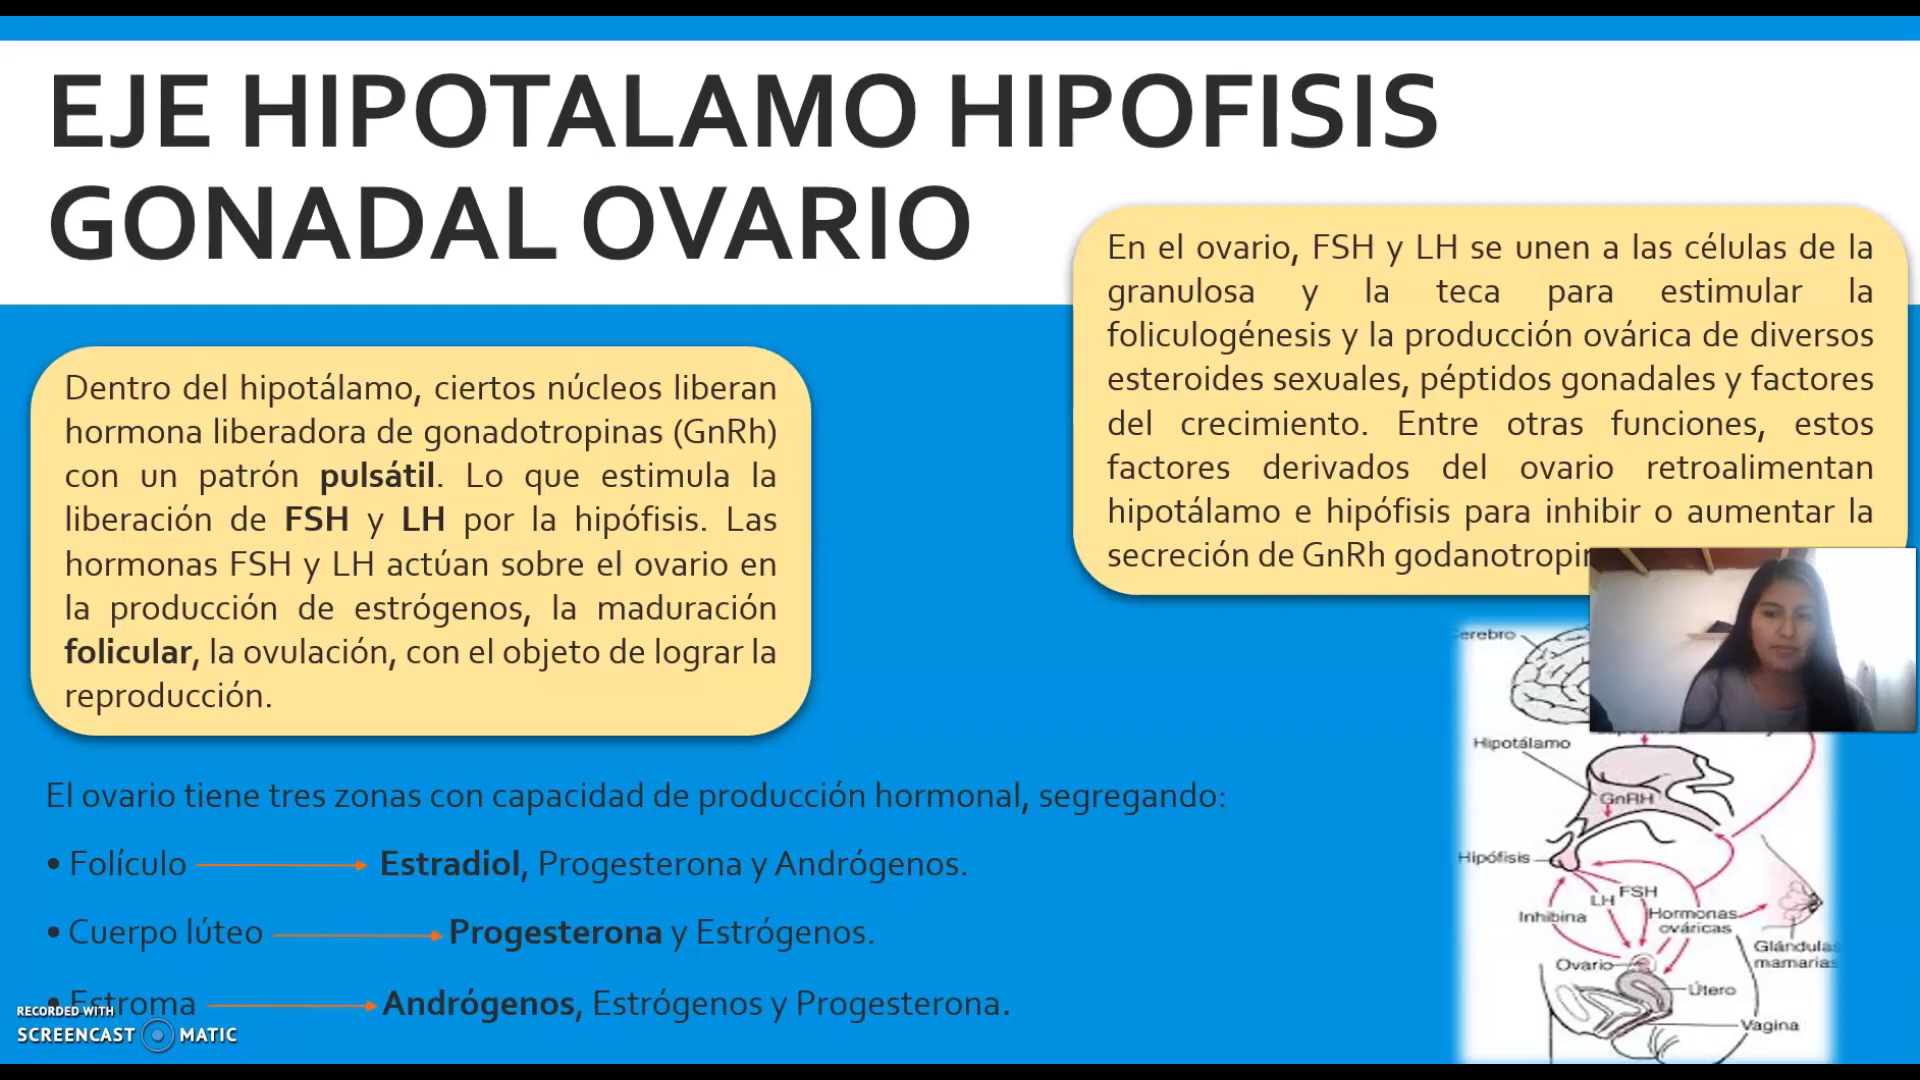 EJE HIPOTALAMO HIPOFISIS
GONADAL OVARIO
Dentro del hipotálamo, ciertos núcleos liberan
hormona liberadora de gonadotropinas (GnRh)
con un patrón pulsátil. Lo que estimula la
liberación de FSH y LH por la hipófisis. Las
hormonas FSH y LH actúan sobre el ovario en
la producción de estrógenos, la maduración
folicular, la ovulación, con el objeto de lograr la
reproducción.
En el ovario, FSH y LH se unen a las células de la
granulosa y la teca para estimular la
foliculogénesis y la producción ovárica de diversos
esteroides sexuales, péptidos gonadales y factores
del crecimiento. Entre otras funciones, estos
factores derivados del ovario retroalimentan
hipotálamo e hipófisis para inhibir o aumentar la
secreción de GnRh
El ovario tiene tres zonas con capacidad de producción hormonal, segregando:
• Folículo Estradiol, Progesterona y Andrógenos.
• Cuerpo lúteo Progesterona y Estrógenos.
• Estroma Andrógenos, Estrógenos y Progesterona.
Hipotálamo
GnRH
Hipófisis
FSH
LH
Inhibina
Hormonas
ováricas
Glándulas
mamarias
Ovario
Útero
Vagina
RECORDED WITH
SCREENCAST MATIC